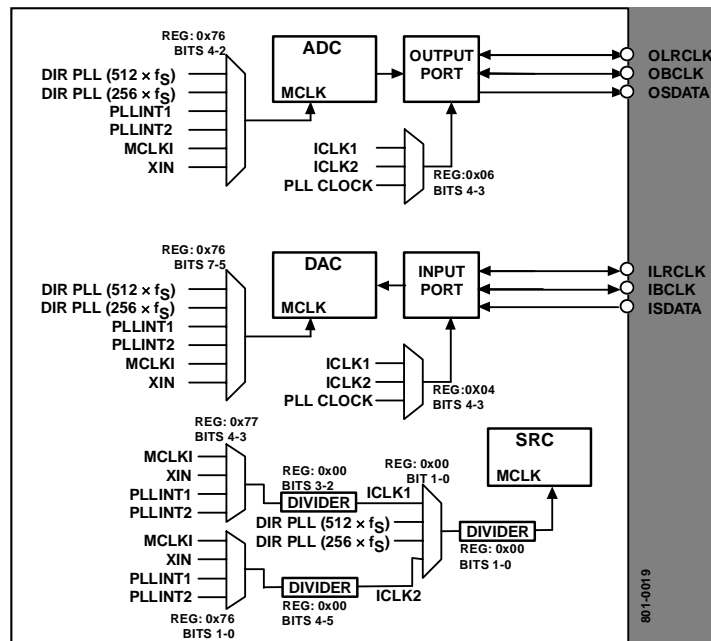 REG: 0x76
BITS 4-2
DIR PLL (512 × fS)
DIR PLL (256 × fS)
PLLINT1
PLLINT2
MCLKI
XIN
ADC
MCLK
OUTPUT
PORT
OLRCLK
OBCLK
OSDATA
ICLK1
ICLK2
PLL CLOCK
REG:0x06
BITS 4-3
REG: 0x76
BITS 7-5
DIR PLL (512 × fS)
DIR PLL (256 × fS)
PLLINT1
PLLINT2
MCLKI
XIN
DAC
MCLK
INPUT
PORT
ILRCLK
IBCLK
ISDATA
ICLK1
ICLK2
PLL CLOCK
REG:0X04
BITS 4-3
REG: 0x77
BITS 4-3
MCLKI
XIN
PLLINT1
PLLINT2
REG: 0x00
BITS 3-2
DIVIDER
ICLK1
REG: 0x00
BIT 1-0
DIR PLL (512 × fS)
DIR PLL (256 × fS)
SRC
MCLK
DIVIDER
REG: 0x00
BITS 1-0
MCLKI
XIN
PLLINT1
PLLINT2
REG: 0x76
BITS 1-0
DIVIDER
REG: 0x00
BITS 4-5
ICLK2
801-0019